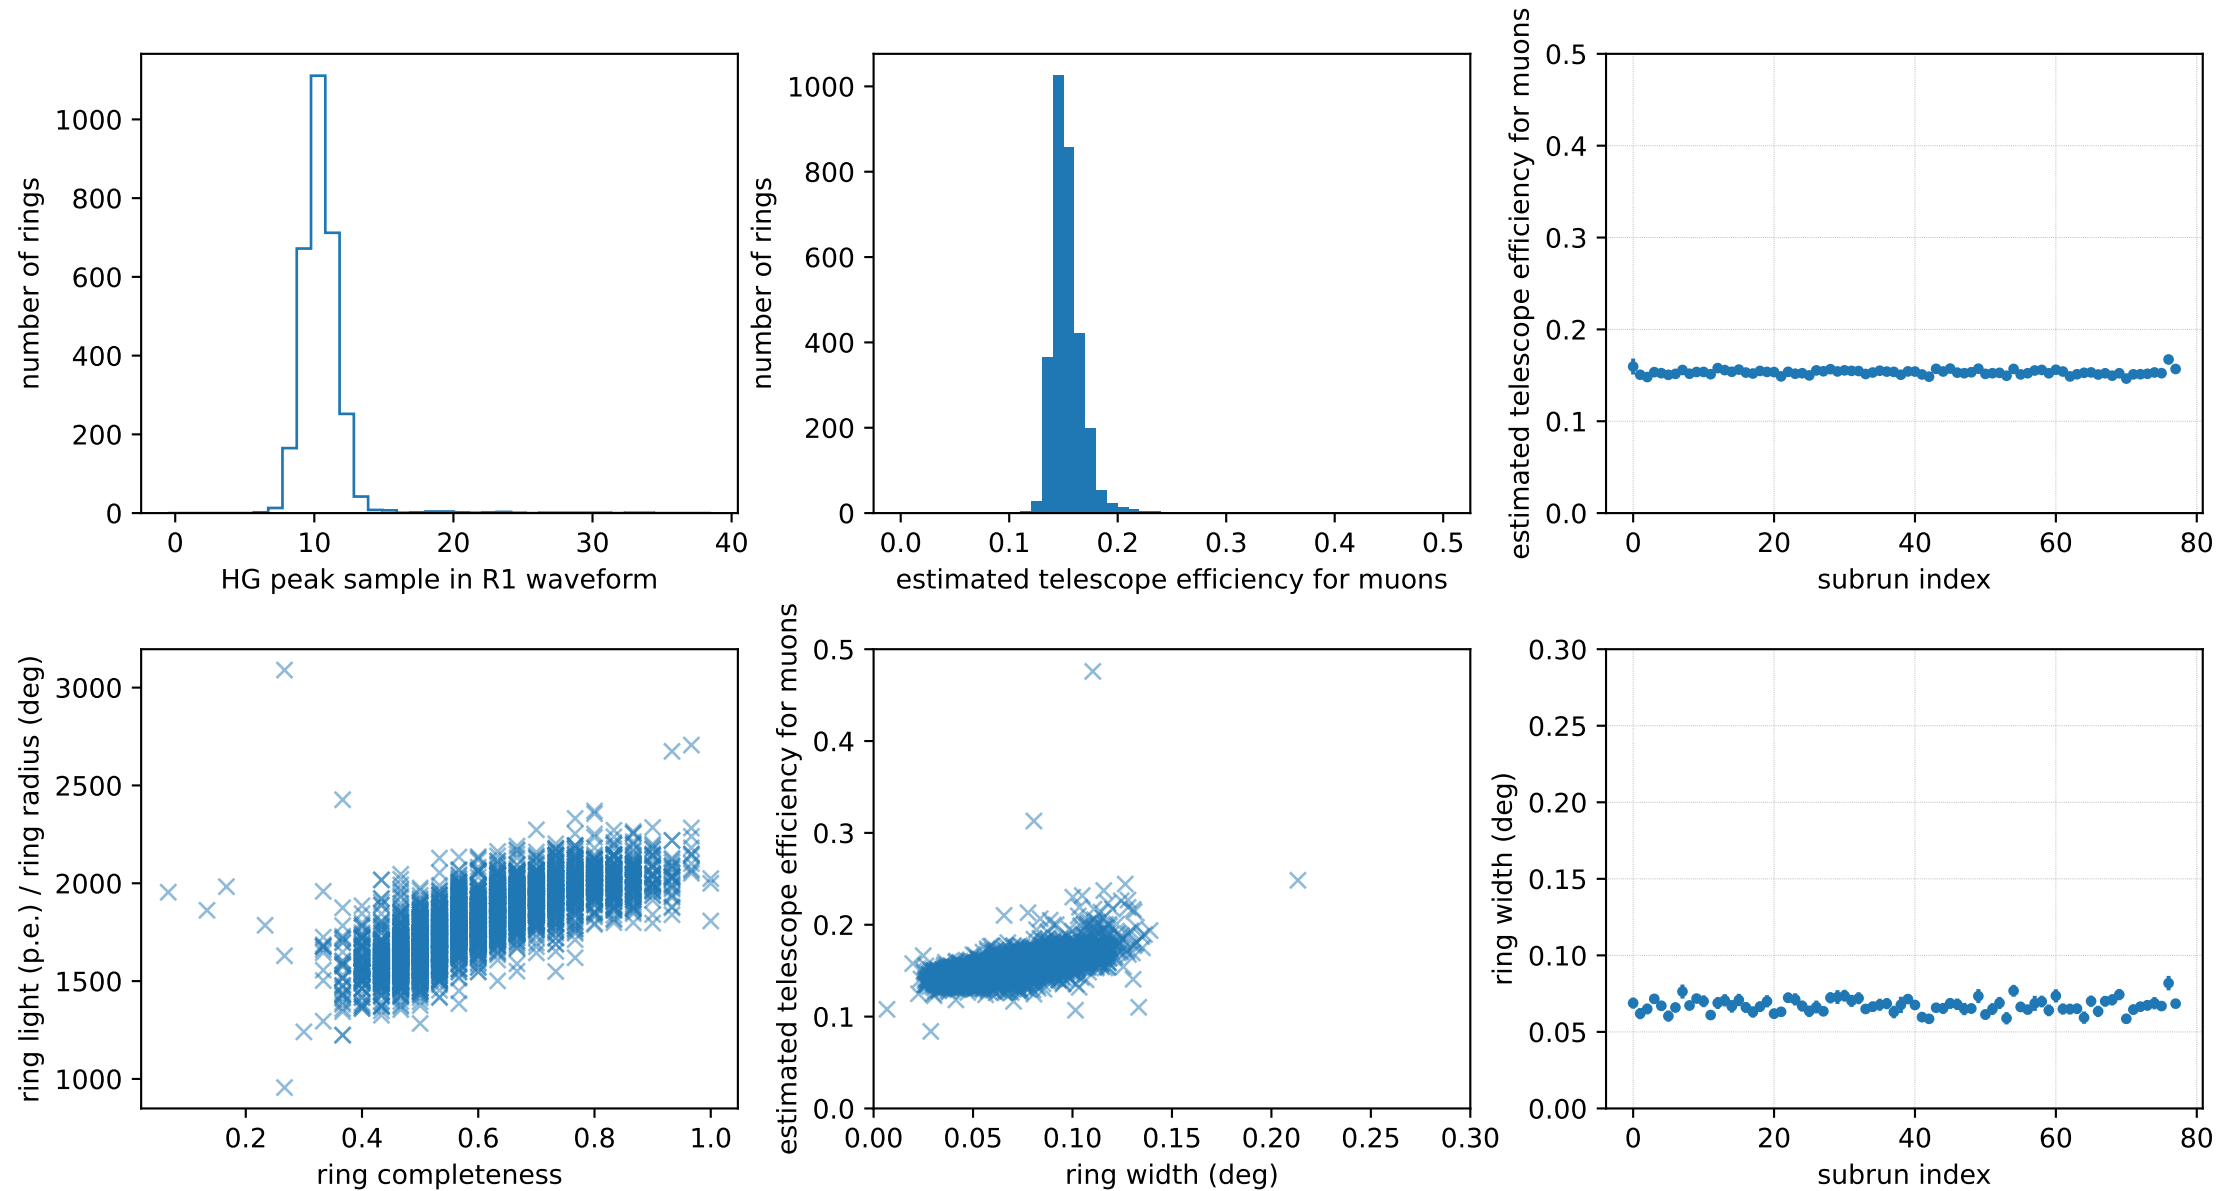 number of rings
1000
800
600
400
200
0
0 10 20 30 40
HG peak sample in R1 waveform
number of rings
1000
800
600
400
200
0
0.0 0.1 0.2 0.3 0.4 0.5
estimated telescope efficiency for muons
estimated telescope efficiency for muons
0.5
0.4
0.3
0.2
0.1
0.0
0 20 40 60 80
subrun index
ring light (p.e.) / ring radius (deg)
3000
2500
2000
1500
1000
0.2 0.4 0.6 0.8 1.0
ring completeness
estimated telescope efficiency for muons
0.5
0.4
0.3
0.2
0.1
0.0
0.00 0.05 0.10 0.15 0.20 0.25 0.30
ring width (deg)
ring width (deg)
0.30
0.25
0.20
0.15
0.10
0.05
0.00
0 20 40 60 80
subrun index